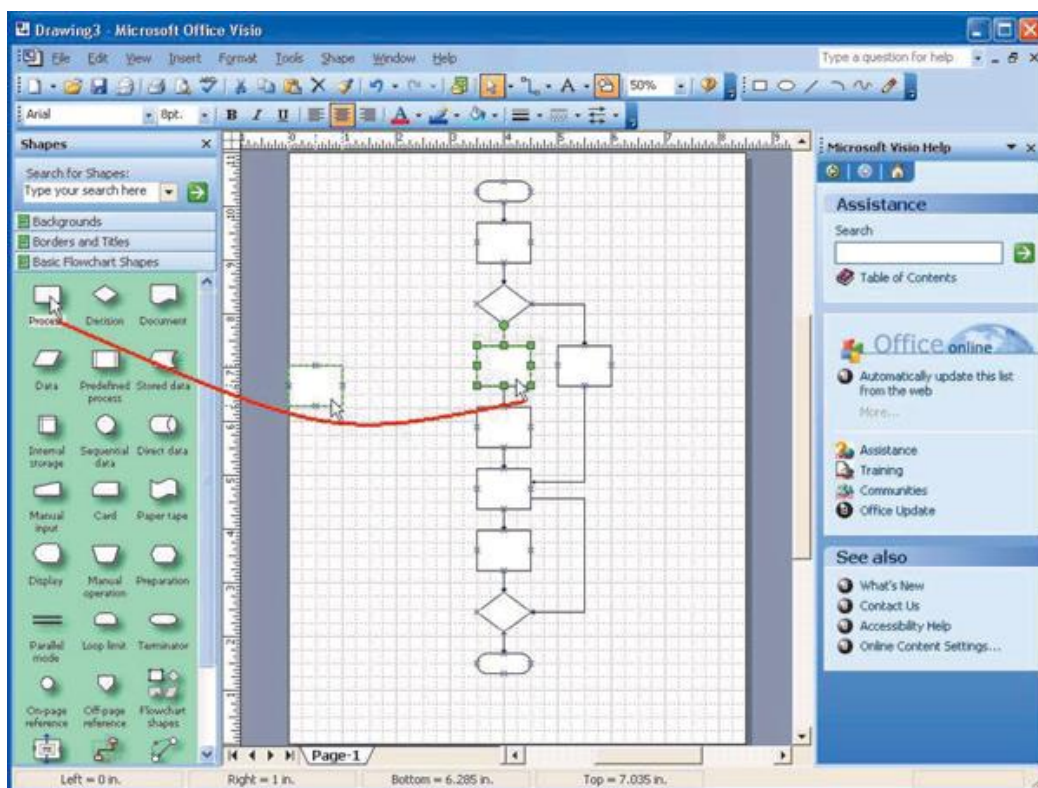 Drawing3 - Microsoft Office Visio
File Edit View Insert Format Tools Shape Window Help
Type a question for help
50%
Arial 8pt. B I U
Shapes
Search for Shapes:
Type your search here
Backgrounds
Borders and Titles
Basic Flowchart Shapes
Process Decision Document
Data Predefined process Stored data
Internal storage Sequential data Direct data
Manual input Card Paper tape
Display Manual operation Preparation
Parallel mode Loop limit Terminator
On-page reference Off-page reference Flowchart shapes
Page-1
Microsoft Visio Help
Assistance
Search
Table of Contents
Office online
Automatically update this list
from the web
More...
Assistance
Training
Communities
Office Update
See also
What's New
Contact Us
Accessibility Help
Online Content Settings...
Left = 0 in. Right = 1 in. Bottom = 6.285 in. Top = 7.035 in.